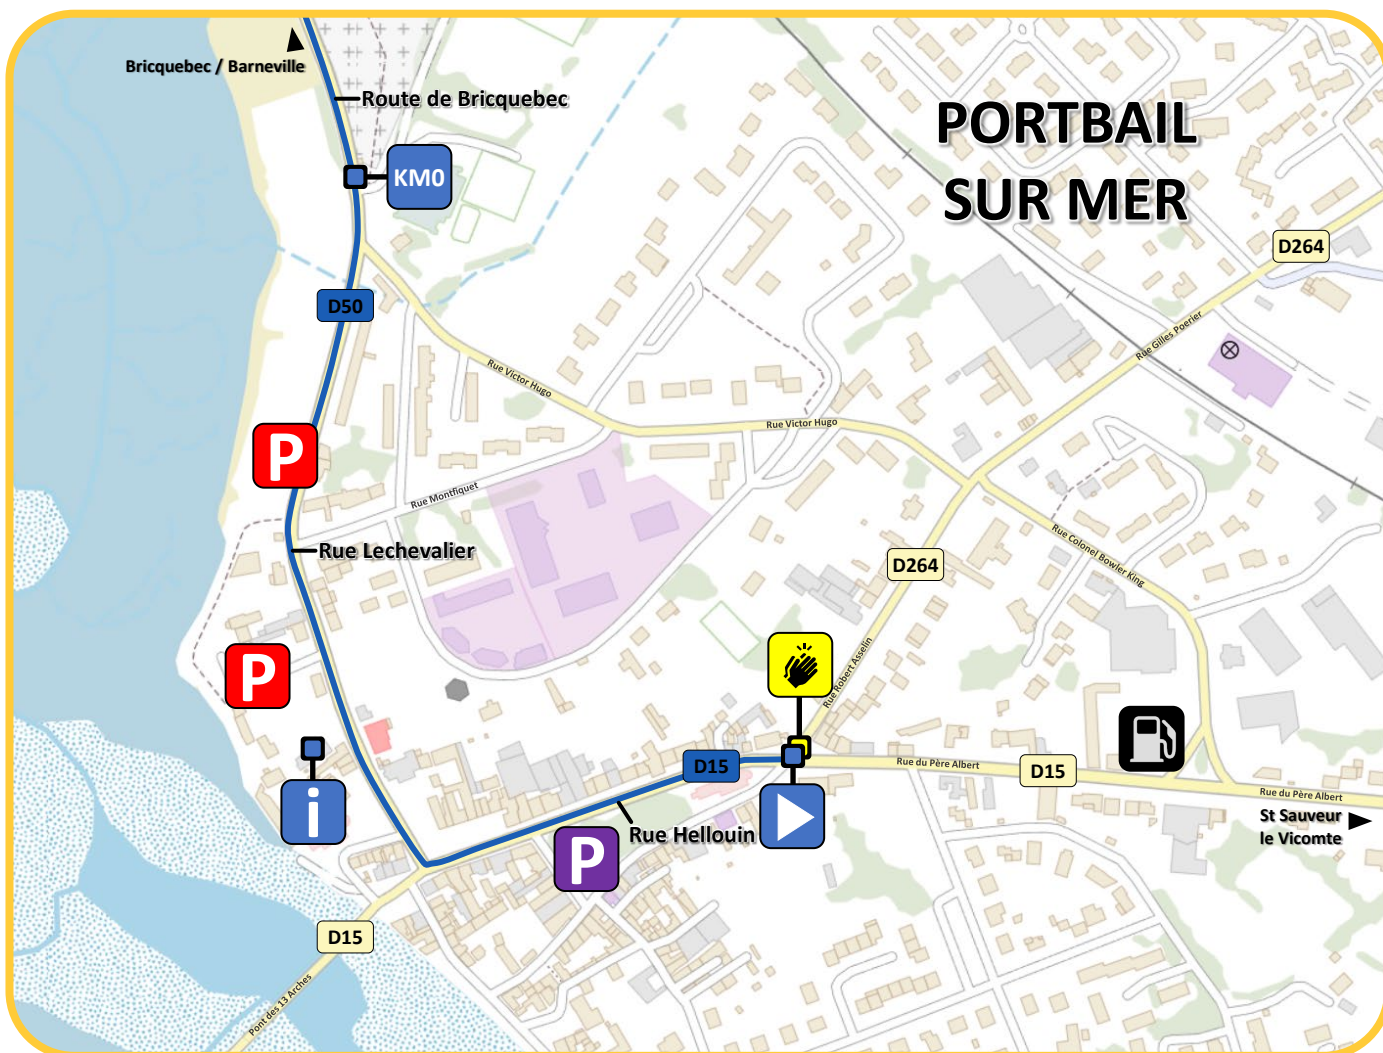 Bricquebec / Barneville
Route de Bricquebec
PORTBAIL
SUR MER
KM0
D264
D50
Rue Gilles Poerier
Rue Victor Hugo
Rue Victor Hugo
P
Rue Montfiquet
Rue Lechevalier
Rue Colonel Bowler King
D264
P
Rue Robert Asselin
D15
Rue du Père Albert
D15
Rue du Père Albert
i
St Sauveur
le Vicomte
Rue Hellouin
P
D15
Pont des 13 Arches